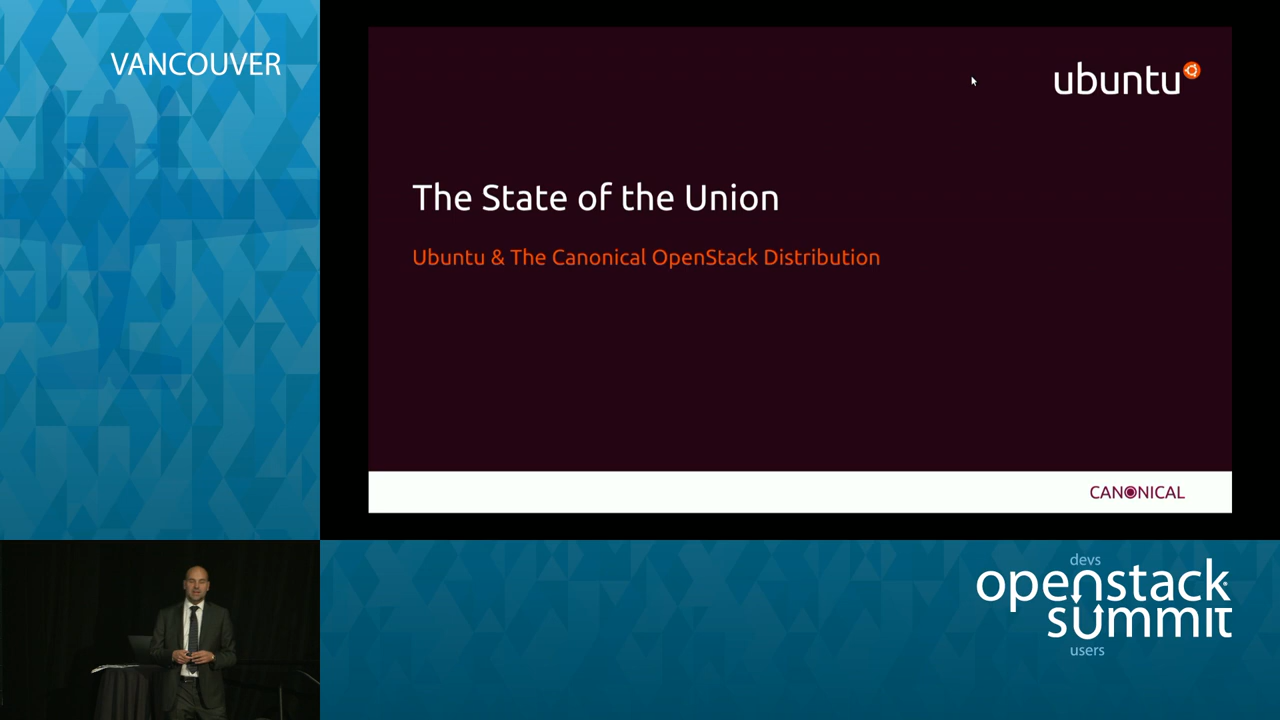 VANCOUVER
ubuntu
The State of the Union
Ubuntu & The Canonical OpenStack Distribution
CANONICAL
devs
openstack
summit
users